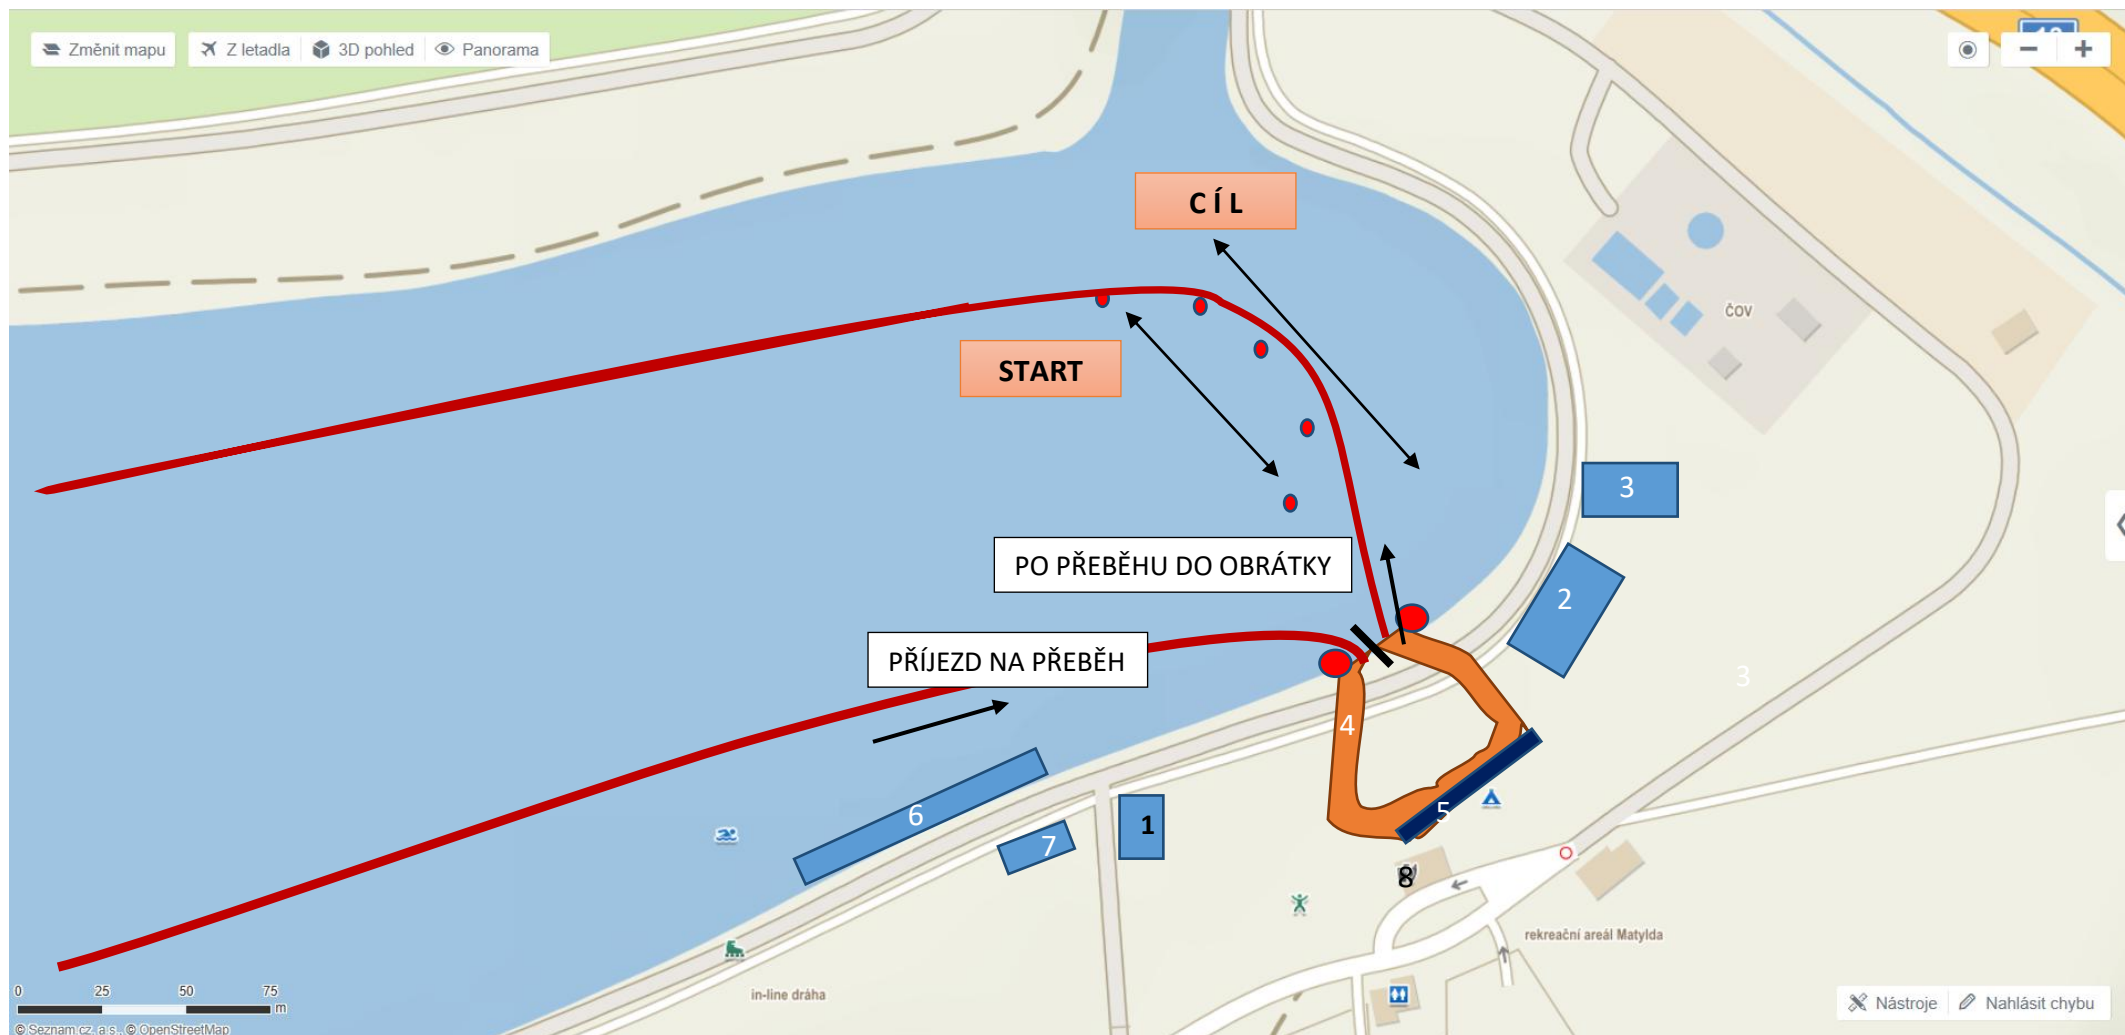 Změnit mapu
Z letadla
3D pohled
Panorama
CÍL
START
ČOV
3
PO PŘEBĚHU DO OBRÁTKY
2
PŘÍJEZD NA PŘEBĚH
3
4
6
7
1
5
8
rekreační areál Matylda
in-line dráha
0 25 50 75
m
© Seznam.cz, a.s., © OpenStreetMap
Nástroje
Nahlásit chybu